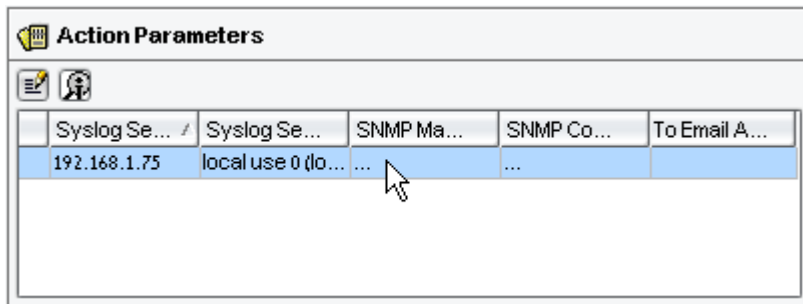 Action Parameters
Syslog Se... Syslog Se... SNMP Ma... SNMP Co... To Email A...
192.168.1.75 local use 0 (lo... ... ...